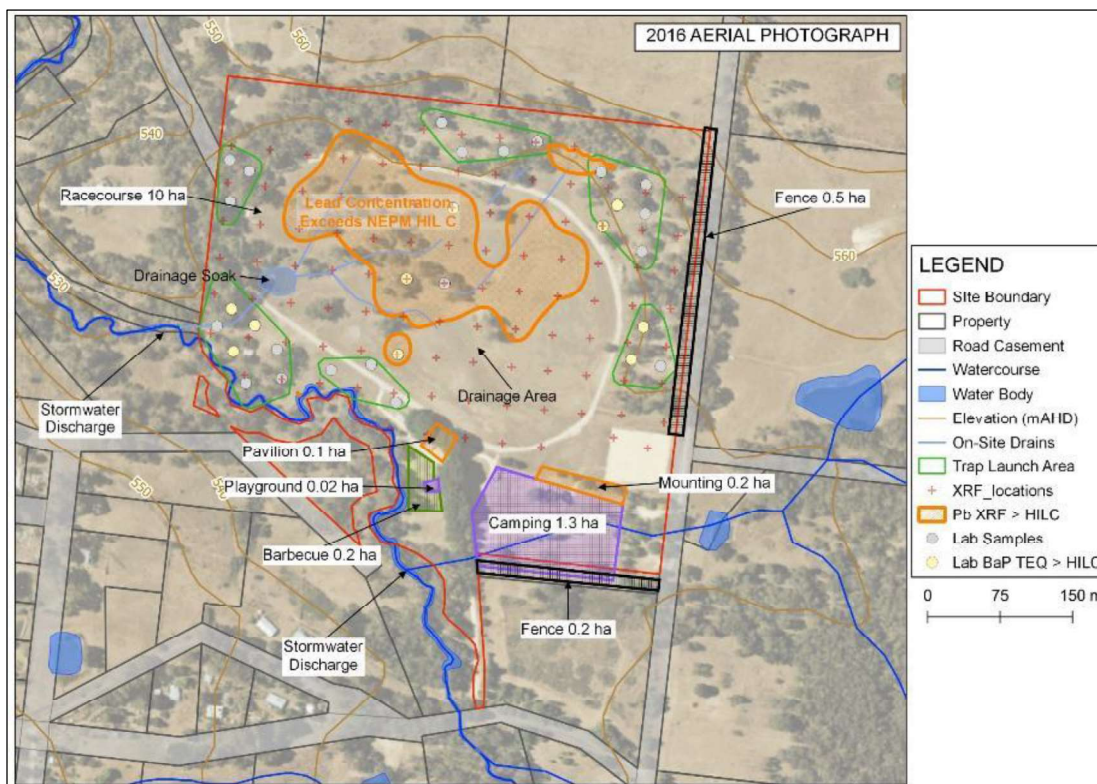 2016 AERIAL PHOTOGRAPH
550
560
540
Racecourse 10 ha
Lead Concentration
Exceeds NEPM HIL C
Fence 0.5 ha
560
Drainage Soak
530
Drainage Area
Stormwater
Discharge
Pavilion 0.1 ha
Playground 0.02 ha
Mounting 0.2 ha
Camping 1.3 ha
550
540
Barbecue 0.2 ha
Fence 0.2 ha
Stormwater
Discharge
LEGEND
Site Boundary
Property
Road Casement
Watercourse
Water Body
Elevation (mAHD)
On-Site Drains
Trap Launch Area
XRF_locations
Pb XRF > HILC
Lab Samples
Lab BaP TEQ > HILC
0 75 150 m